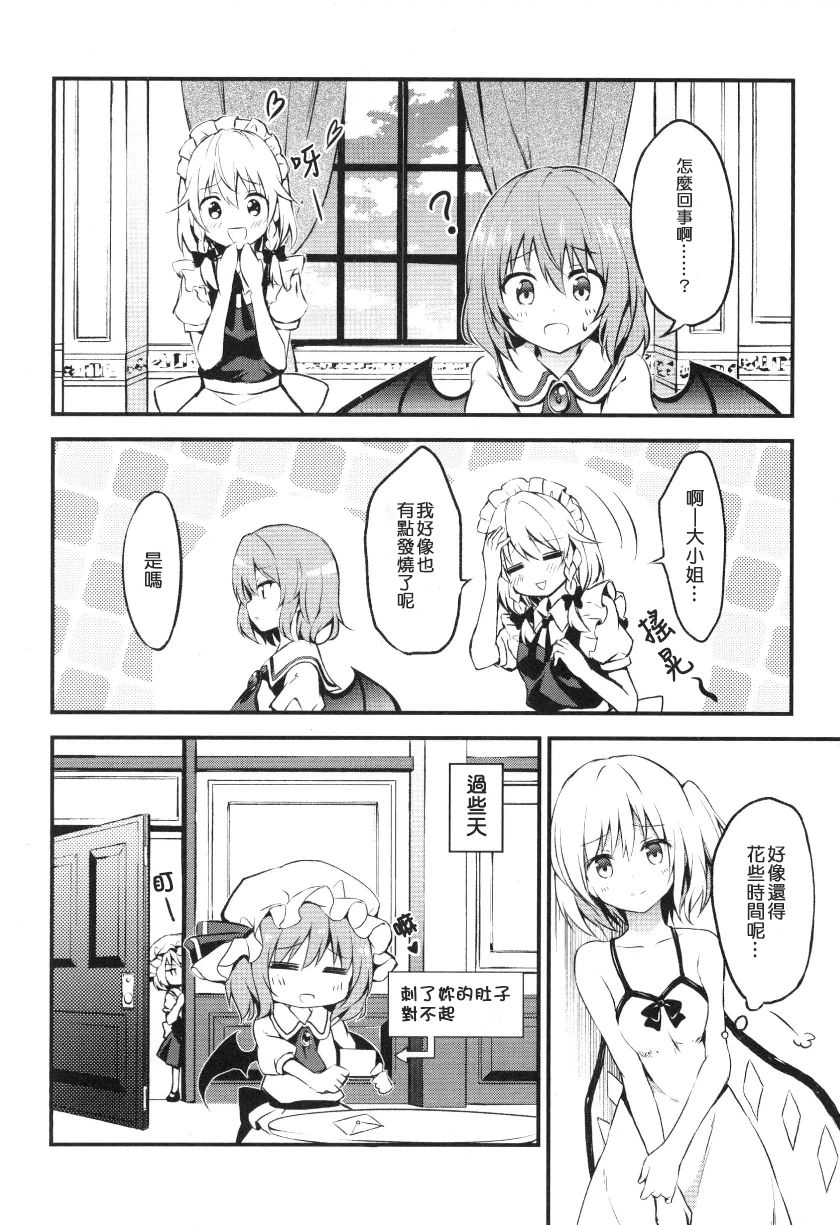 怎麼回事啊……？
？
呀—
啊—大小姐…
搖晃～
我好像也
有點發燒了呢
是嗎
好像還得
花些時間呢…
過些天
嘛
刺了妳的肚子
對不起
盯—